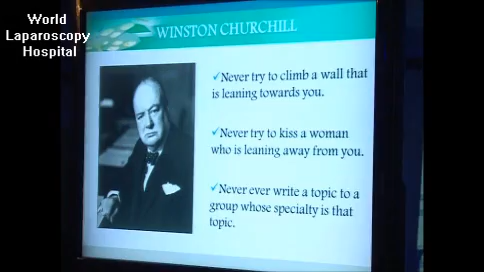 World
Laparoscopy
Hospital
WINSTON CHURCHILL
✓Never try to climb a wall that
is leaning towards you.
✓Never try to kiss a woman
who is leaning away from you.
✓Never ever write a topic to a
group whose specialty is that
topic.